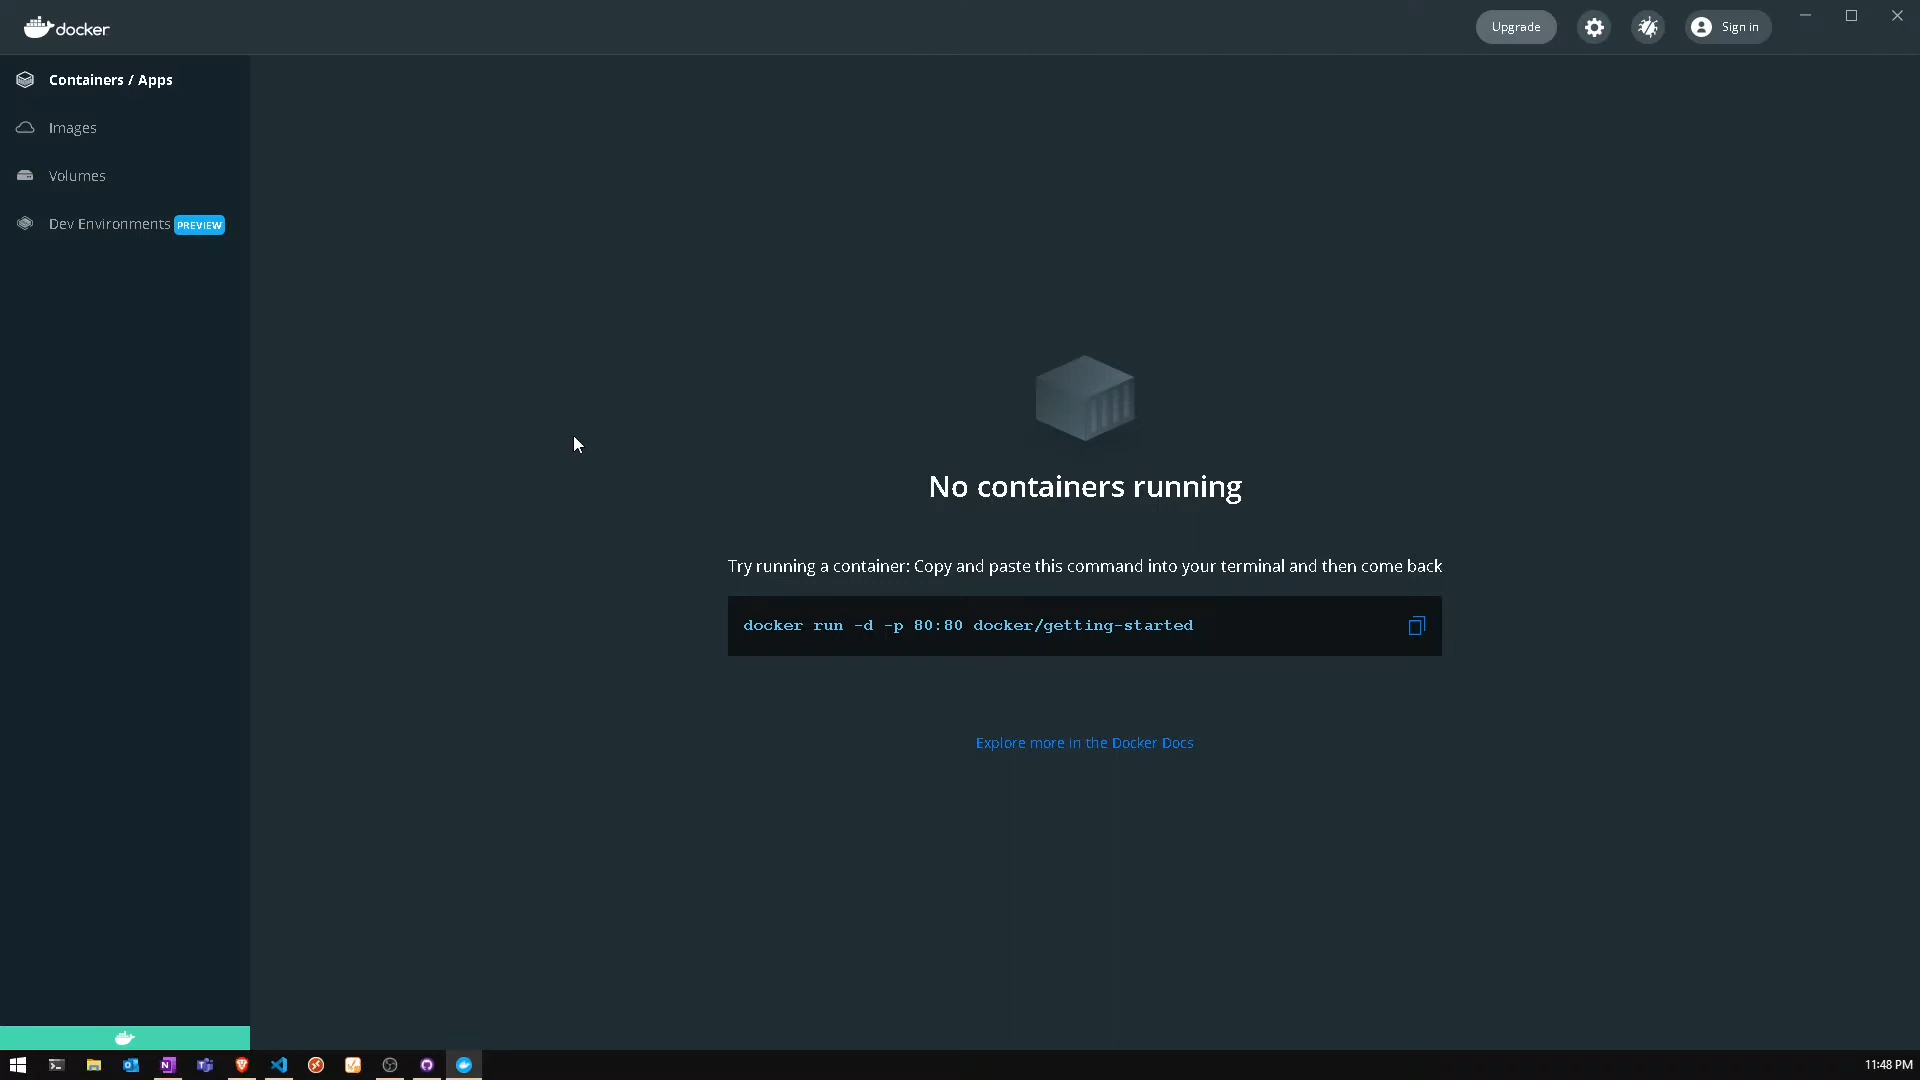 docker
Upgrade
Sign in
Containers / Apps
Images
Volumes
Dev Environments PREVIEW
No containers running
Try running a container: Copy and paste this command into your terminal and then come back
docker run -d -p 80:80 docker/getting-started
Explore more in the Docker Docs
11:48 PM